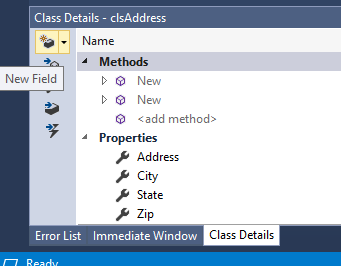 Class Details - clsAddress
Name
New Field
Methods
New
New
<add method>
Properties
Address
City
State
Zip
Error List Immediate Window Class Details
Ready